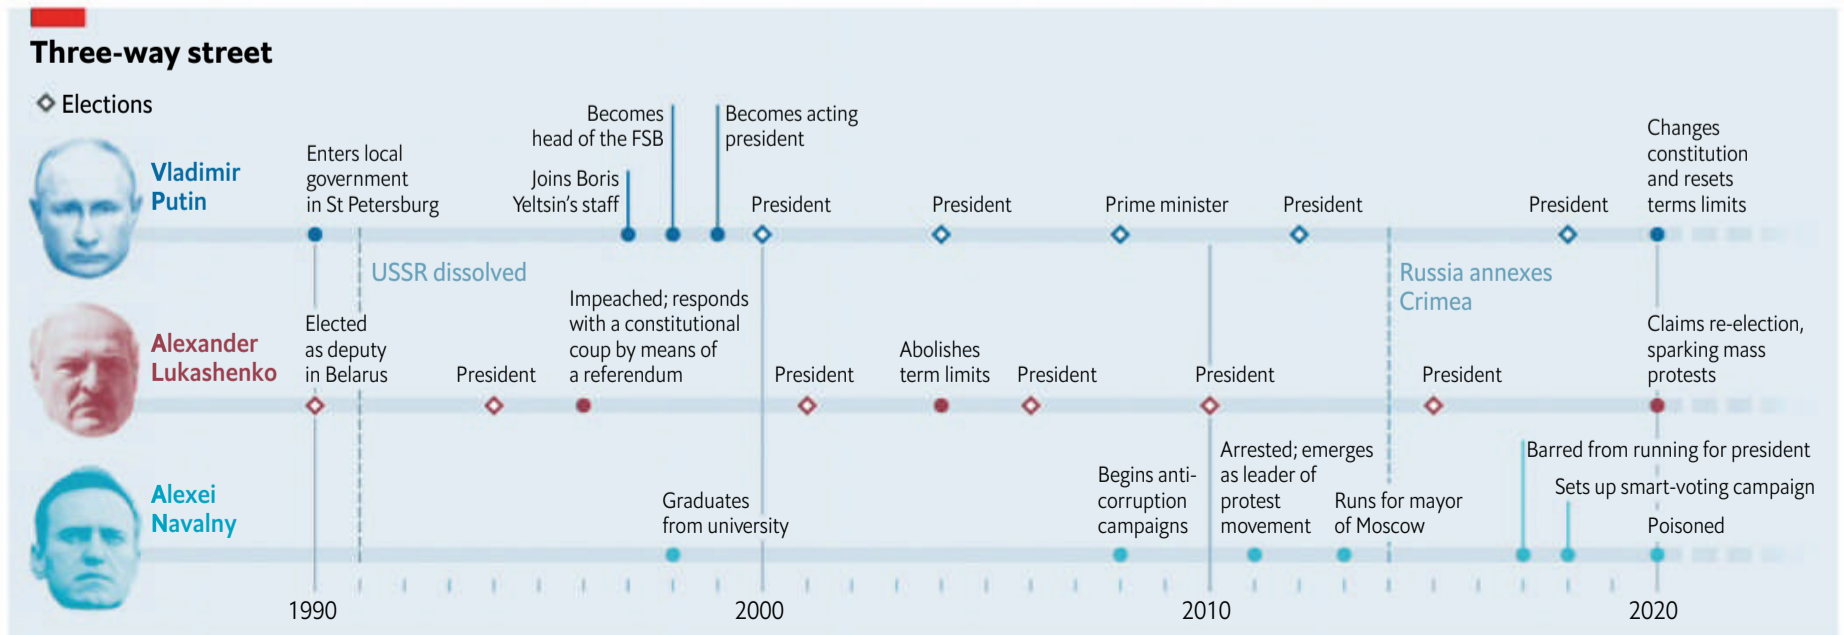 Three-way street
Elections
Vladimir
Putin
Enters local
government
in St Petersburg
Joins Boris
Yeltsin's staff
Becomes
head of the FSB
Becomes acting
president
President
President
Prime minister
President
President
Changes
constitution
and resets
terms limits
USSR dissolved
Russia annexes
Crimea
Alexander
Lukashenko
Elected
as deputy
in Belarus
President
Impeached; responds
with a constitutional
coup by means of
a referendum
President
Abolishes
term limits
President
President
President
Claims re-election,
sparking mass
protests
Alexei
Navalny
Graduates
from university
Begins anti-
corruption
campaigns
Arrested; emerges
as leader of
protest
movement
Runs for mayor
of Moscow
Barred from running for president
Sets up smart-voting campaign
Poisoned
1990
2000
2010
2020